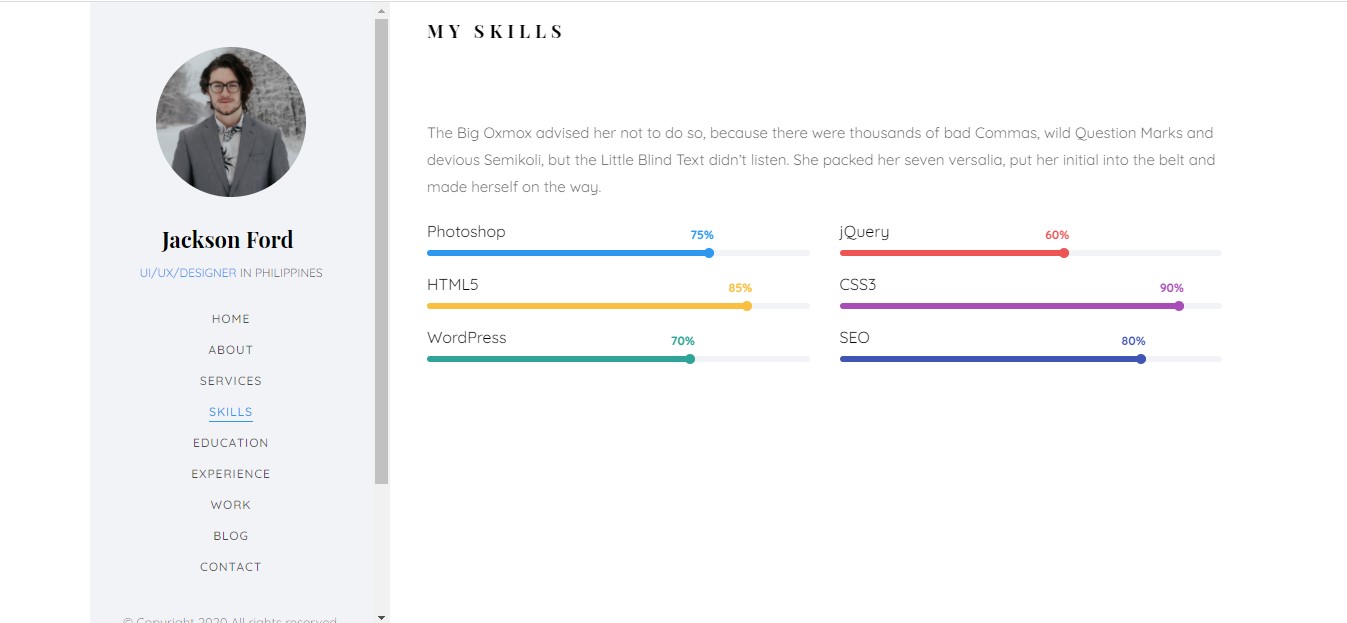 Jackson Ford
UI/UX/DESIGNER IN PHILIPPINES
HOME
ABOUT
SERVICES
SKILLS
EDUCATION
EXPERIENCE
WORK
BLOG
CONTACT
© Copyright 2020 All rights reserved
MY SKILLS
The Big Oxmox advised her not to do so, because there were thousands of bad Commas, wild Question Marks and
devious Semikoli, but the Little Blind Text didn't listen. She packed her seven versalia, put her initial into the belt and
made herself on the way.
Photoshop 75%
jQuery 60%
HTML5 85%
CSS3 90%
WordPress 70%
SEO 80%